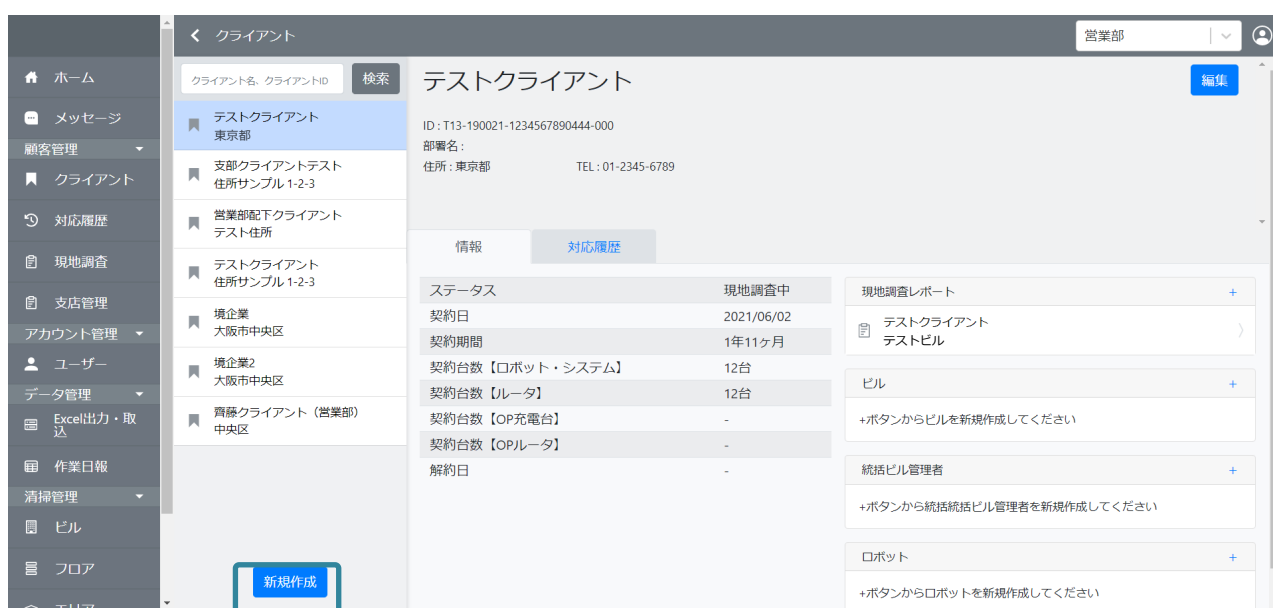 クライアント
営業部
ホーム
メッセージ
顧客管理
クライアント
対応履歴
現地調査
支店管理
アカウント管理
ユーザー
データ管理
Excel出力・取
込
作業日報
清掃管理
ビル
フロア
クライアント名、クライアントID
検索
テストクライアント
東京都
支部クライアントテスト
住所サンプル 1-2-3
営業部配下クライアント
テスト住所
テストクライアント
住所サンプル 1-2-3
境企業
大阪市中央区
境企業2
大阪市中央区
齊藤クライアント（営業部）
中央区
新規作成
テストクライアント
編集
ID : T13-190021-1234567890444-000
部署名 :
住所 : 東京都 TEL : 01-2345-6789
情報 対応履歴
ステータス 現地調査中
契約日 2021/06/02
契約期間 1年11ヶ月
契約台数【ロボット・システム】 12台
契約台数【ルータ】 12台
契約台数【OP充電台】 -
契約台数【OPルータ】 -
解約日 -
現地調査レポート +
テストクライアント
テストビル
ビル +
+ボタンからビルを新規作成してください
統括ビル管理者 +
+ボタンから統括統括ビル管理者を新規作成してください
ロボット +
+ボタンからロボットを新規作成してください